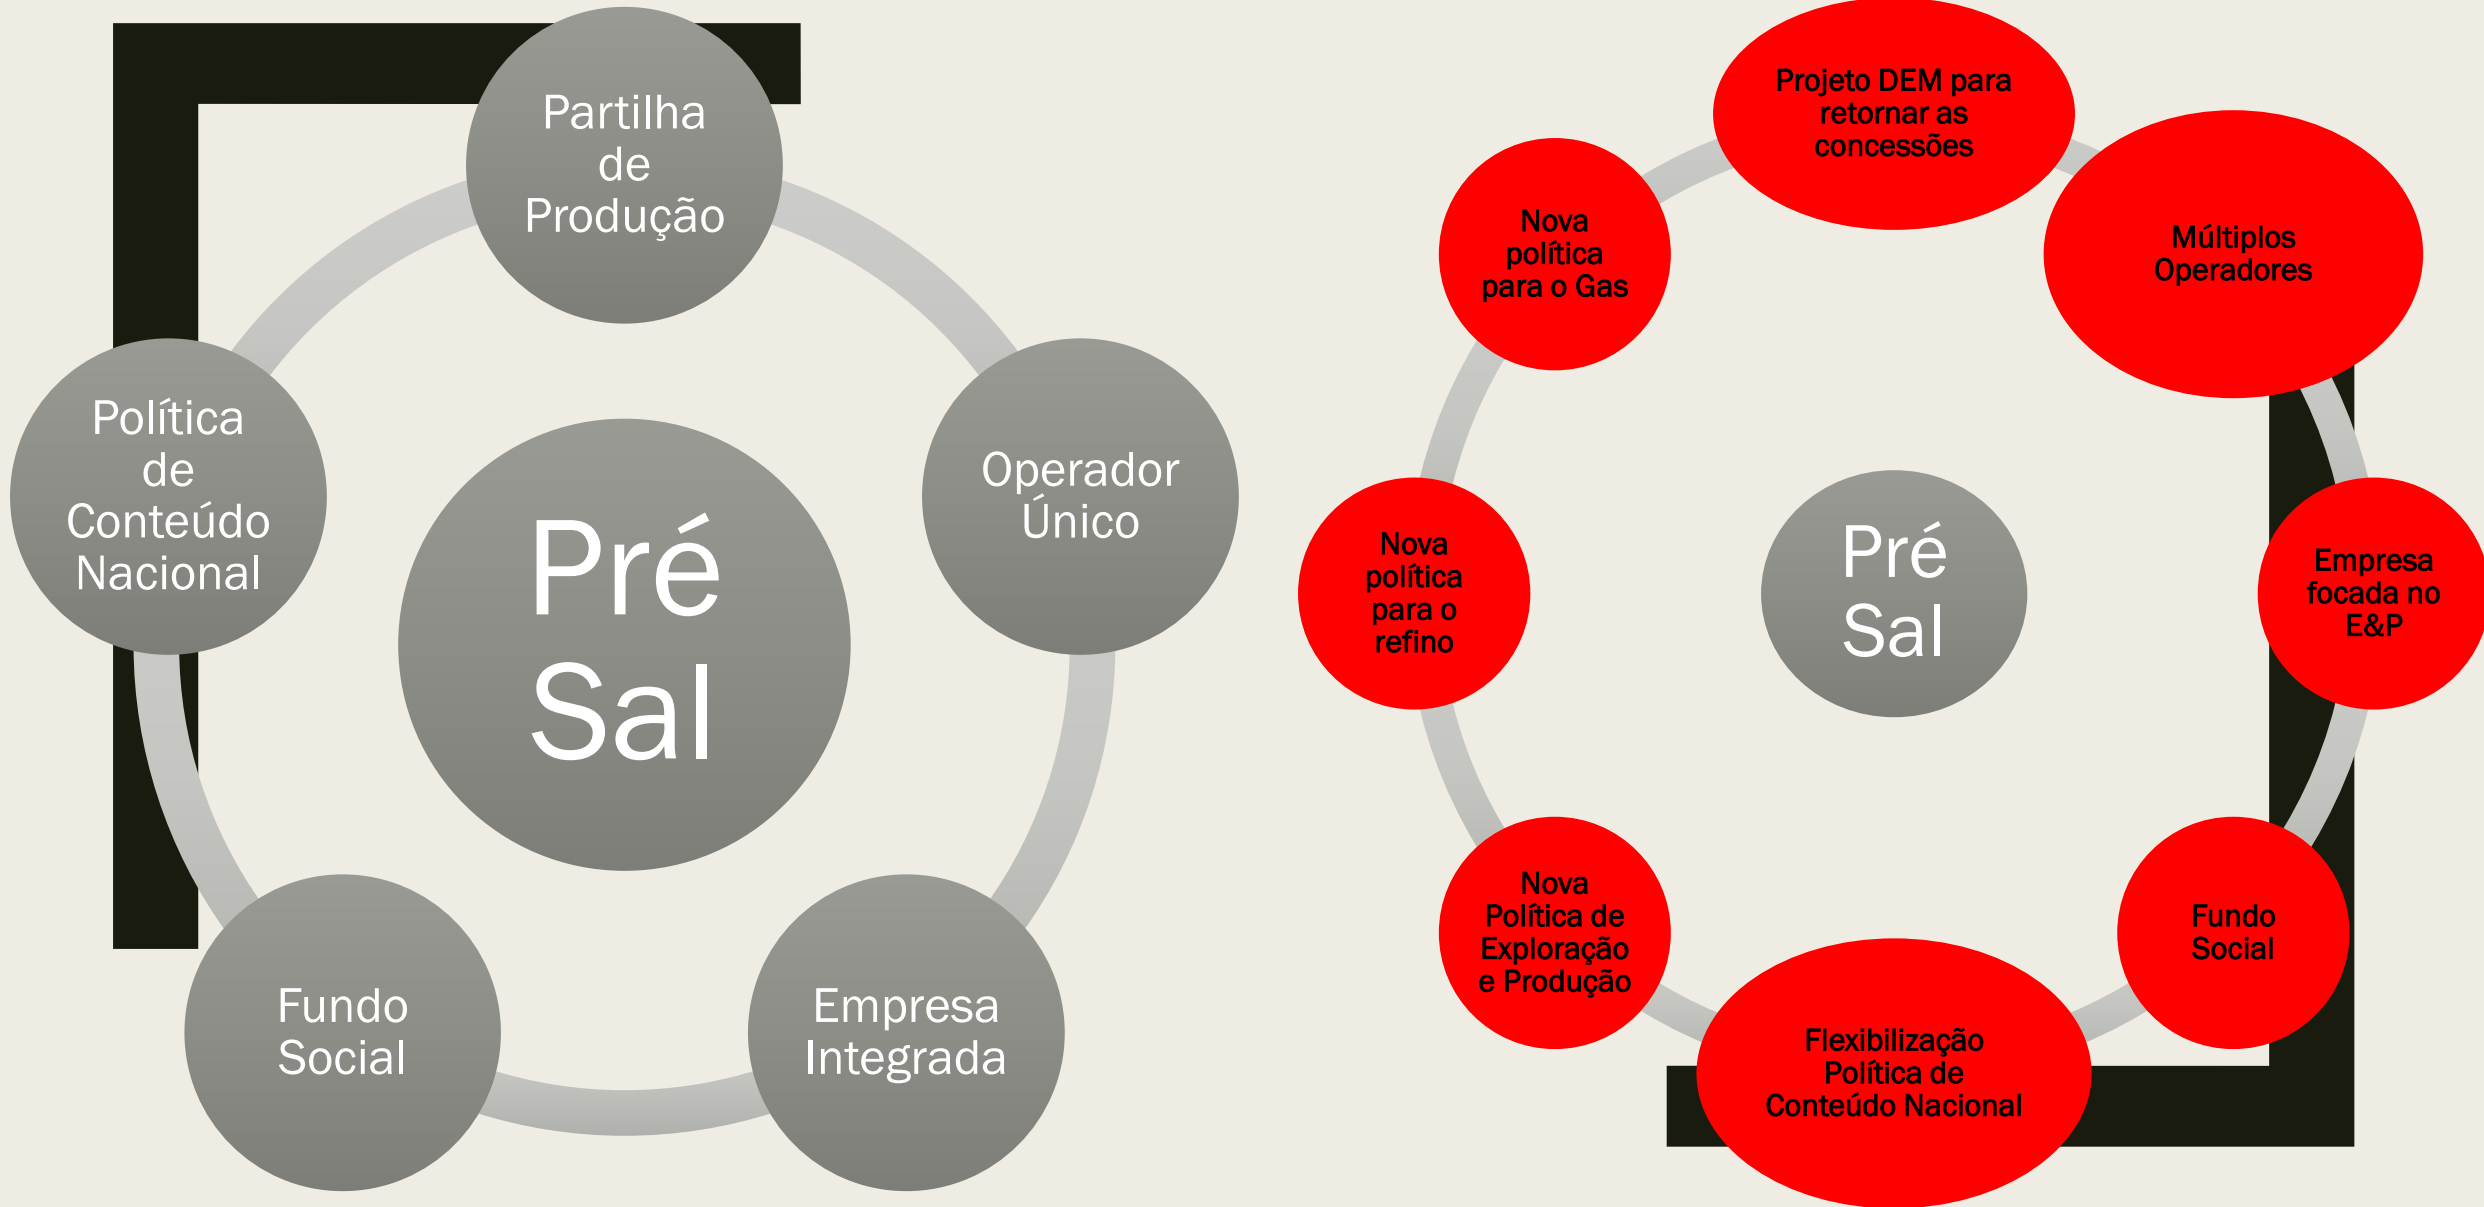 Partilha
de
Produção
Operador
Único
Empresa
Integrada
Fundo
Social
Política
de
Conteúdo
Nacional
Pré
Sal
Projeto DEM para
retornar as
concessões
Múltiplos
Operadores
Empresa
focada no
E&P
Fundo
Social
Flexibilização
Política de
Conteúdo Nacional
Nova
Política de
Exploração
e Produção
Nova
política
para o
refino
Nova
política
para o Gas
Pré
Sal